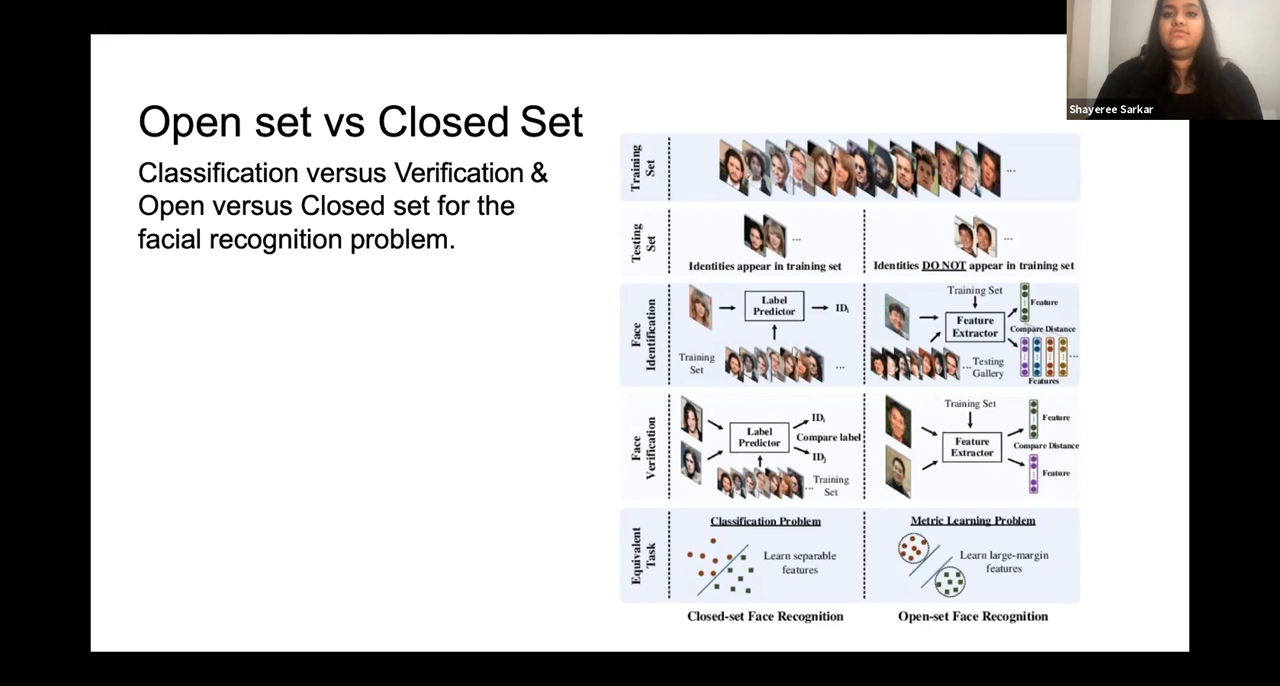 Shayeree Sarkar
Open set vs Closed Set
Classification versus Verification &
Open versus Closed set for the
facial recognition problem.
Training
Set
...
Testing
Set
...
Identities appear in training set
...
Identities DO NOT appear in training set
Face
Identification
Label
Predictor
IDi
Training
Set
...
Training Set
Feature
Extractor
Feature
Compare Distance
...
Testing
Gallery
...
Features
Face
Verification
Label
Predictor
IDi
Compare label
IDj
...
Training
Set
Training Set
Feature
Extractor
Feature
Compare Distance
Feature
Equivalent
Task
Classification Problem
Learn separable
features
Metric Learning Problem
Learn large-margin
features
Closed-set Face Recognition
Open-set Face Recognition